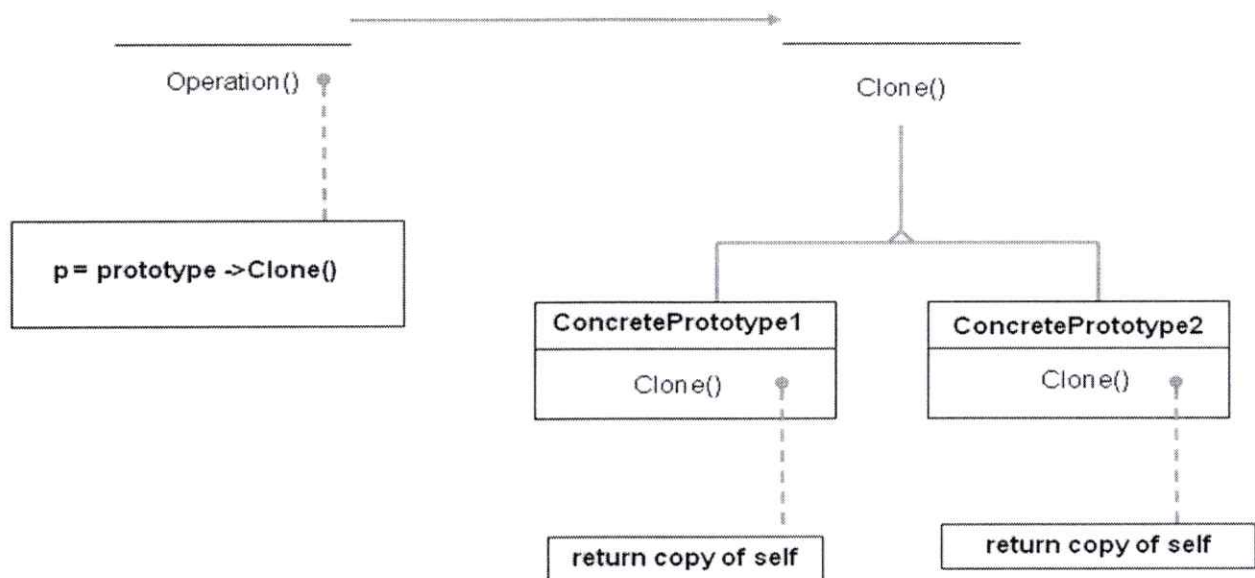 Operation()
Clone()
p= prototype ->Clone()
ConcretePrototype1
ConcretePrototype2
Clone()
Clone()
return copy of self
return copy of self